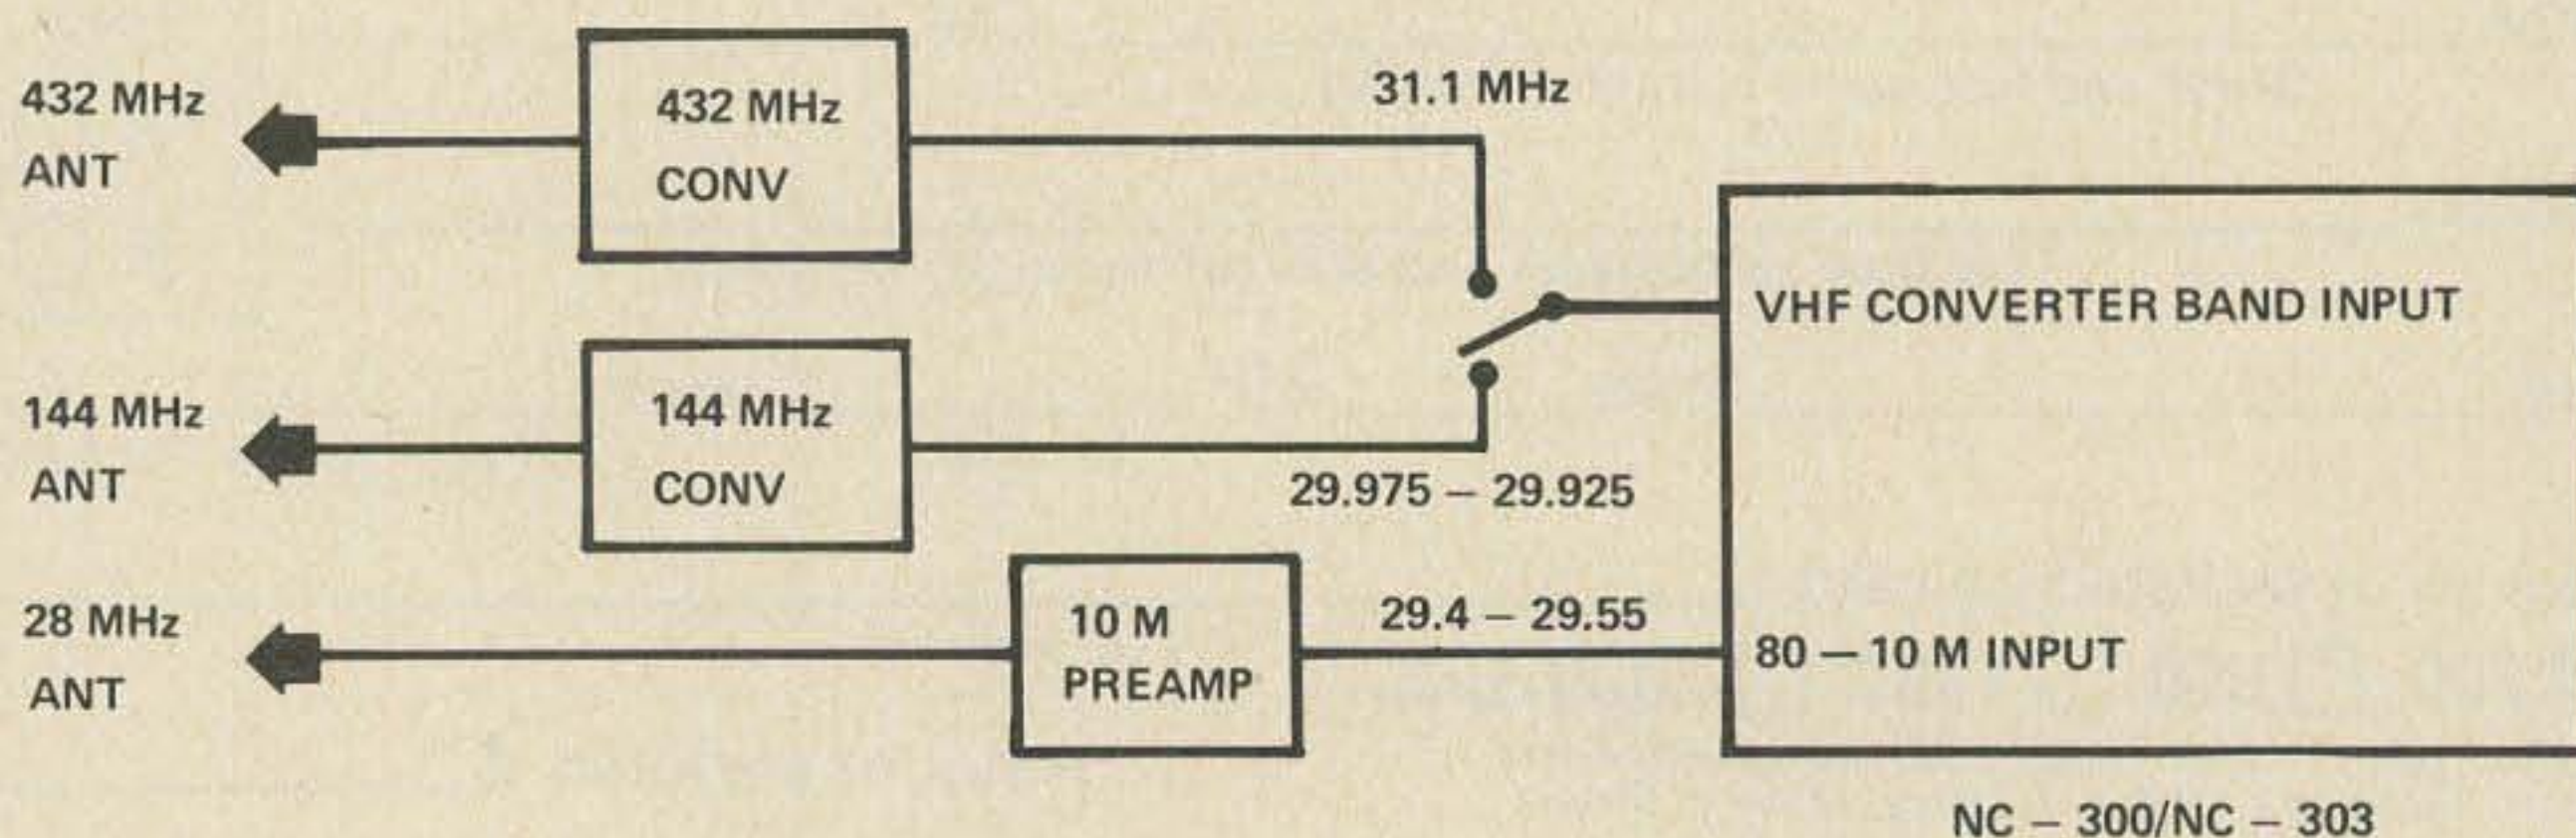 432 MHz
ANT
432 MHz
CONV
31.1 MHz
VHF CONVERTER BAND INPUT
144 MHz
ANT
144 MHz
CONV
29.975 – 29.925
28 MHz
ANT
10 M
PREAMP
29.4 – 29.55
80 – 10 M INPUT
NC – 300/NC – 303